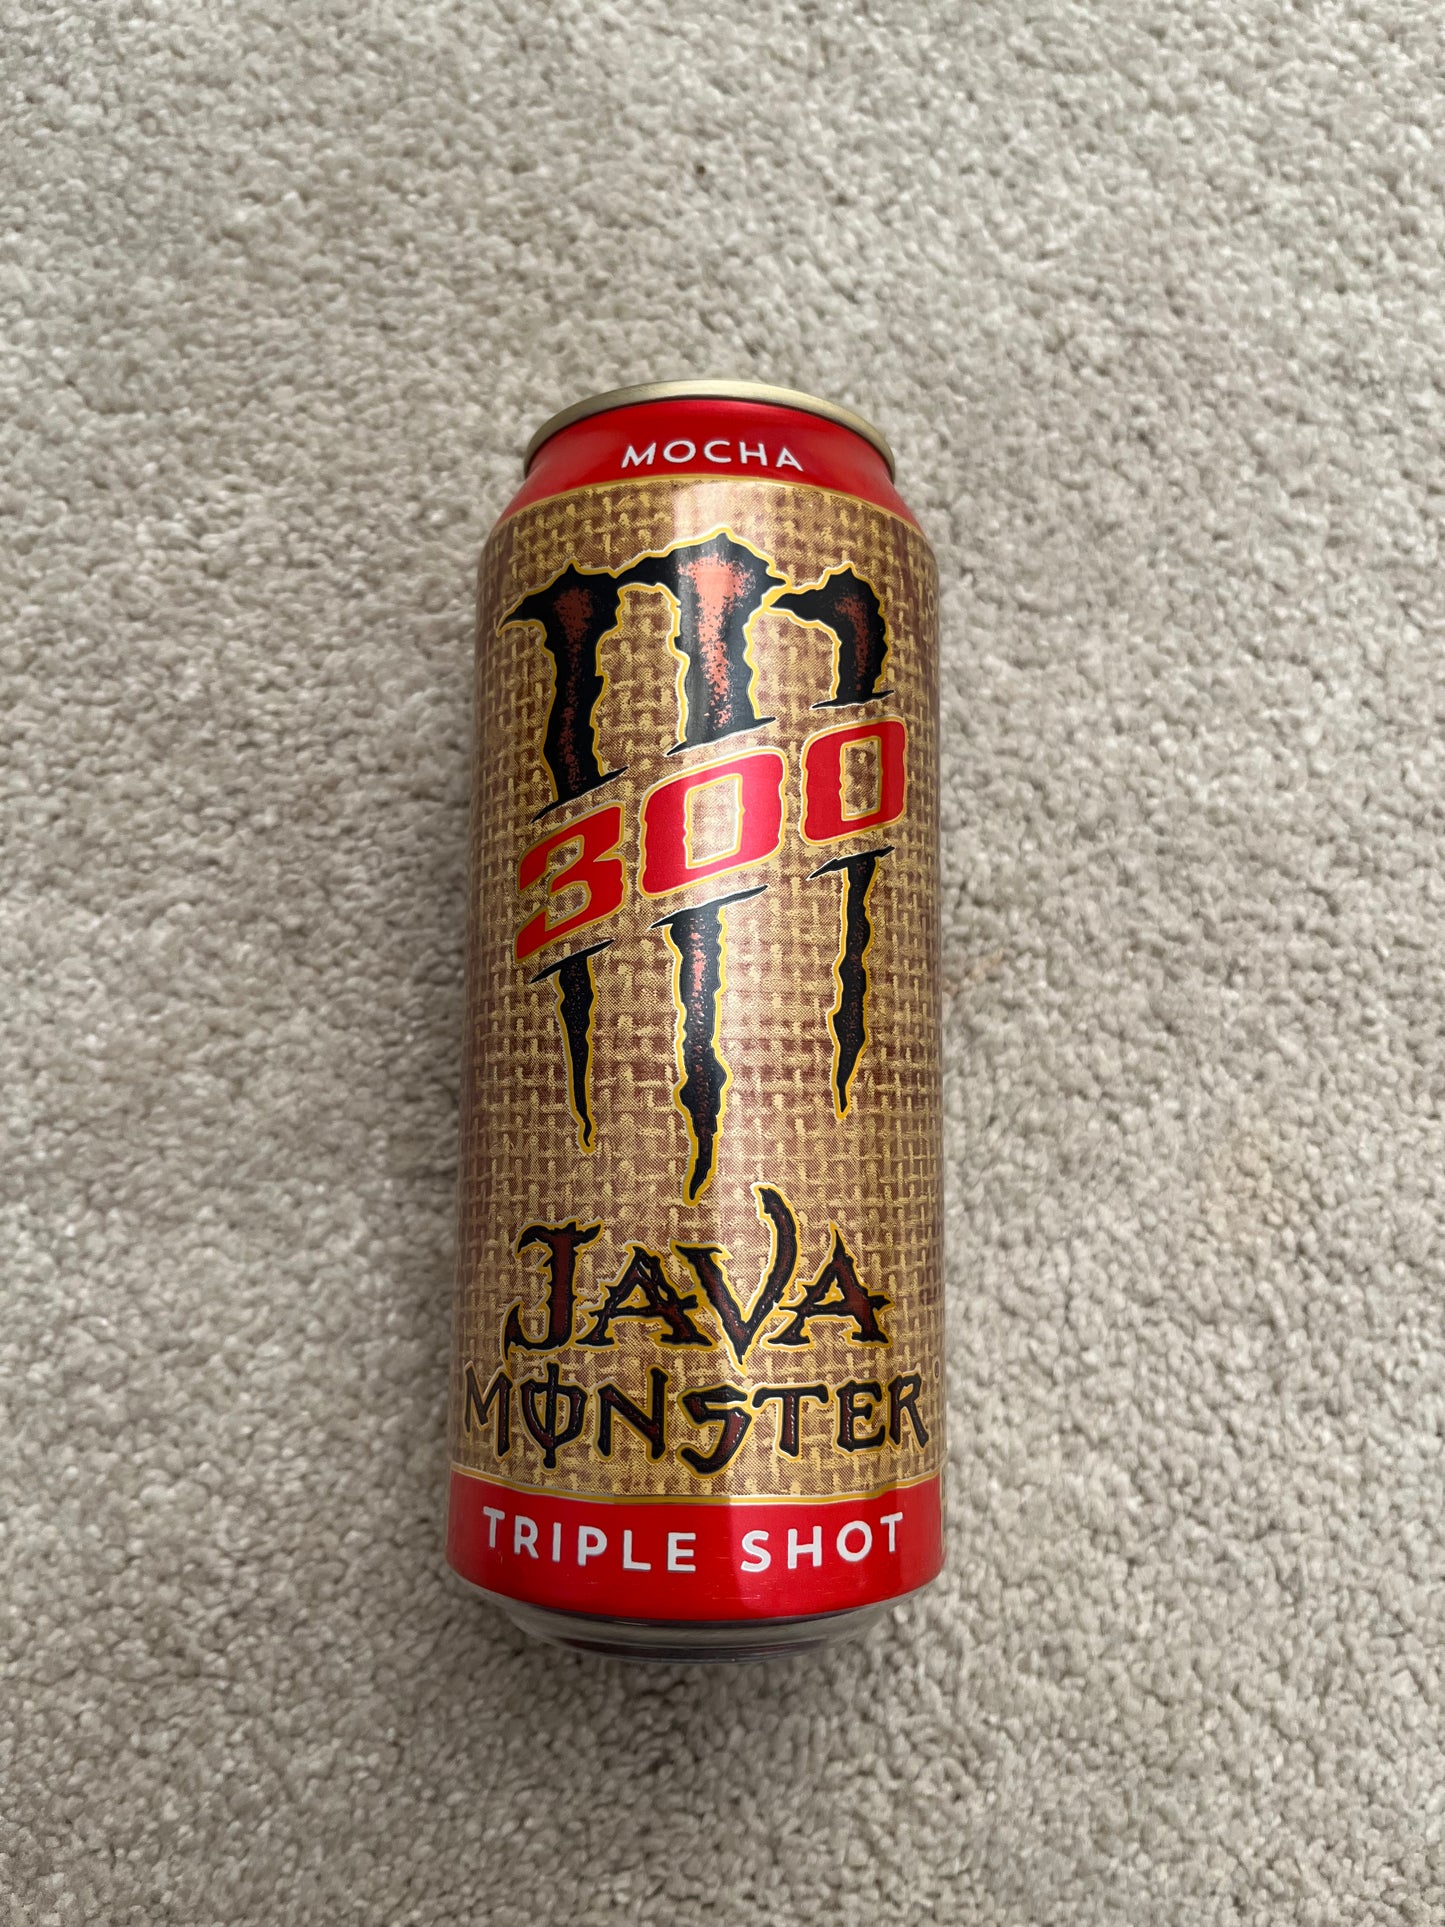 MOCHA
300
JAVA
MONSTER
TRIPLE SHOT